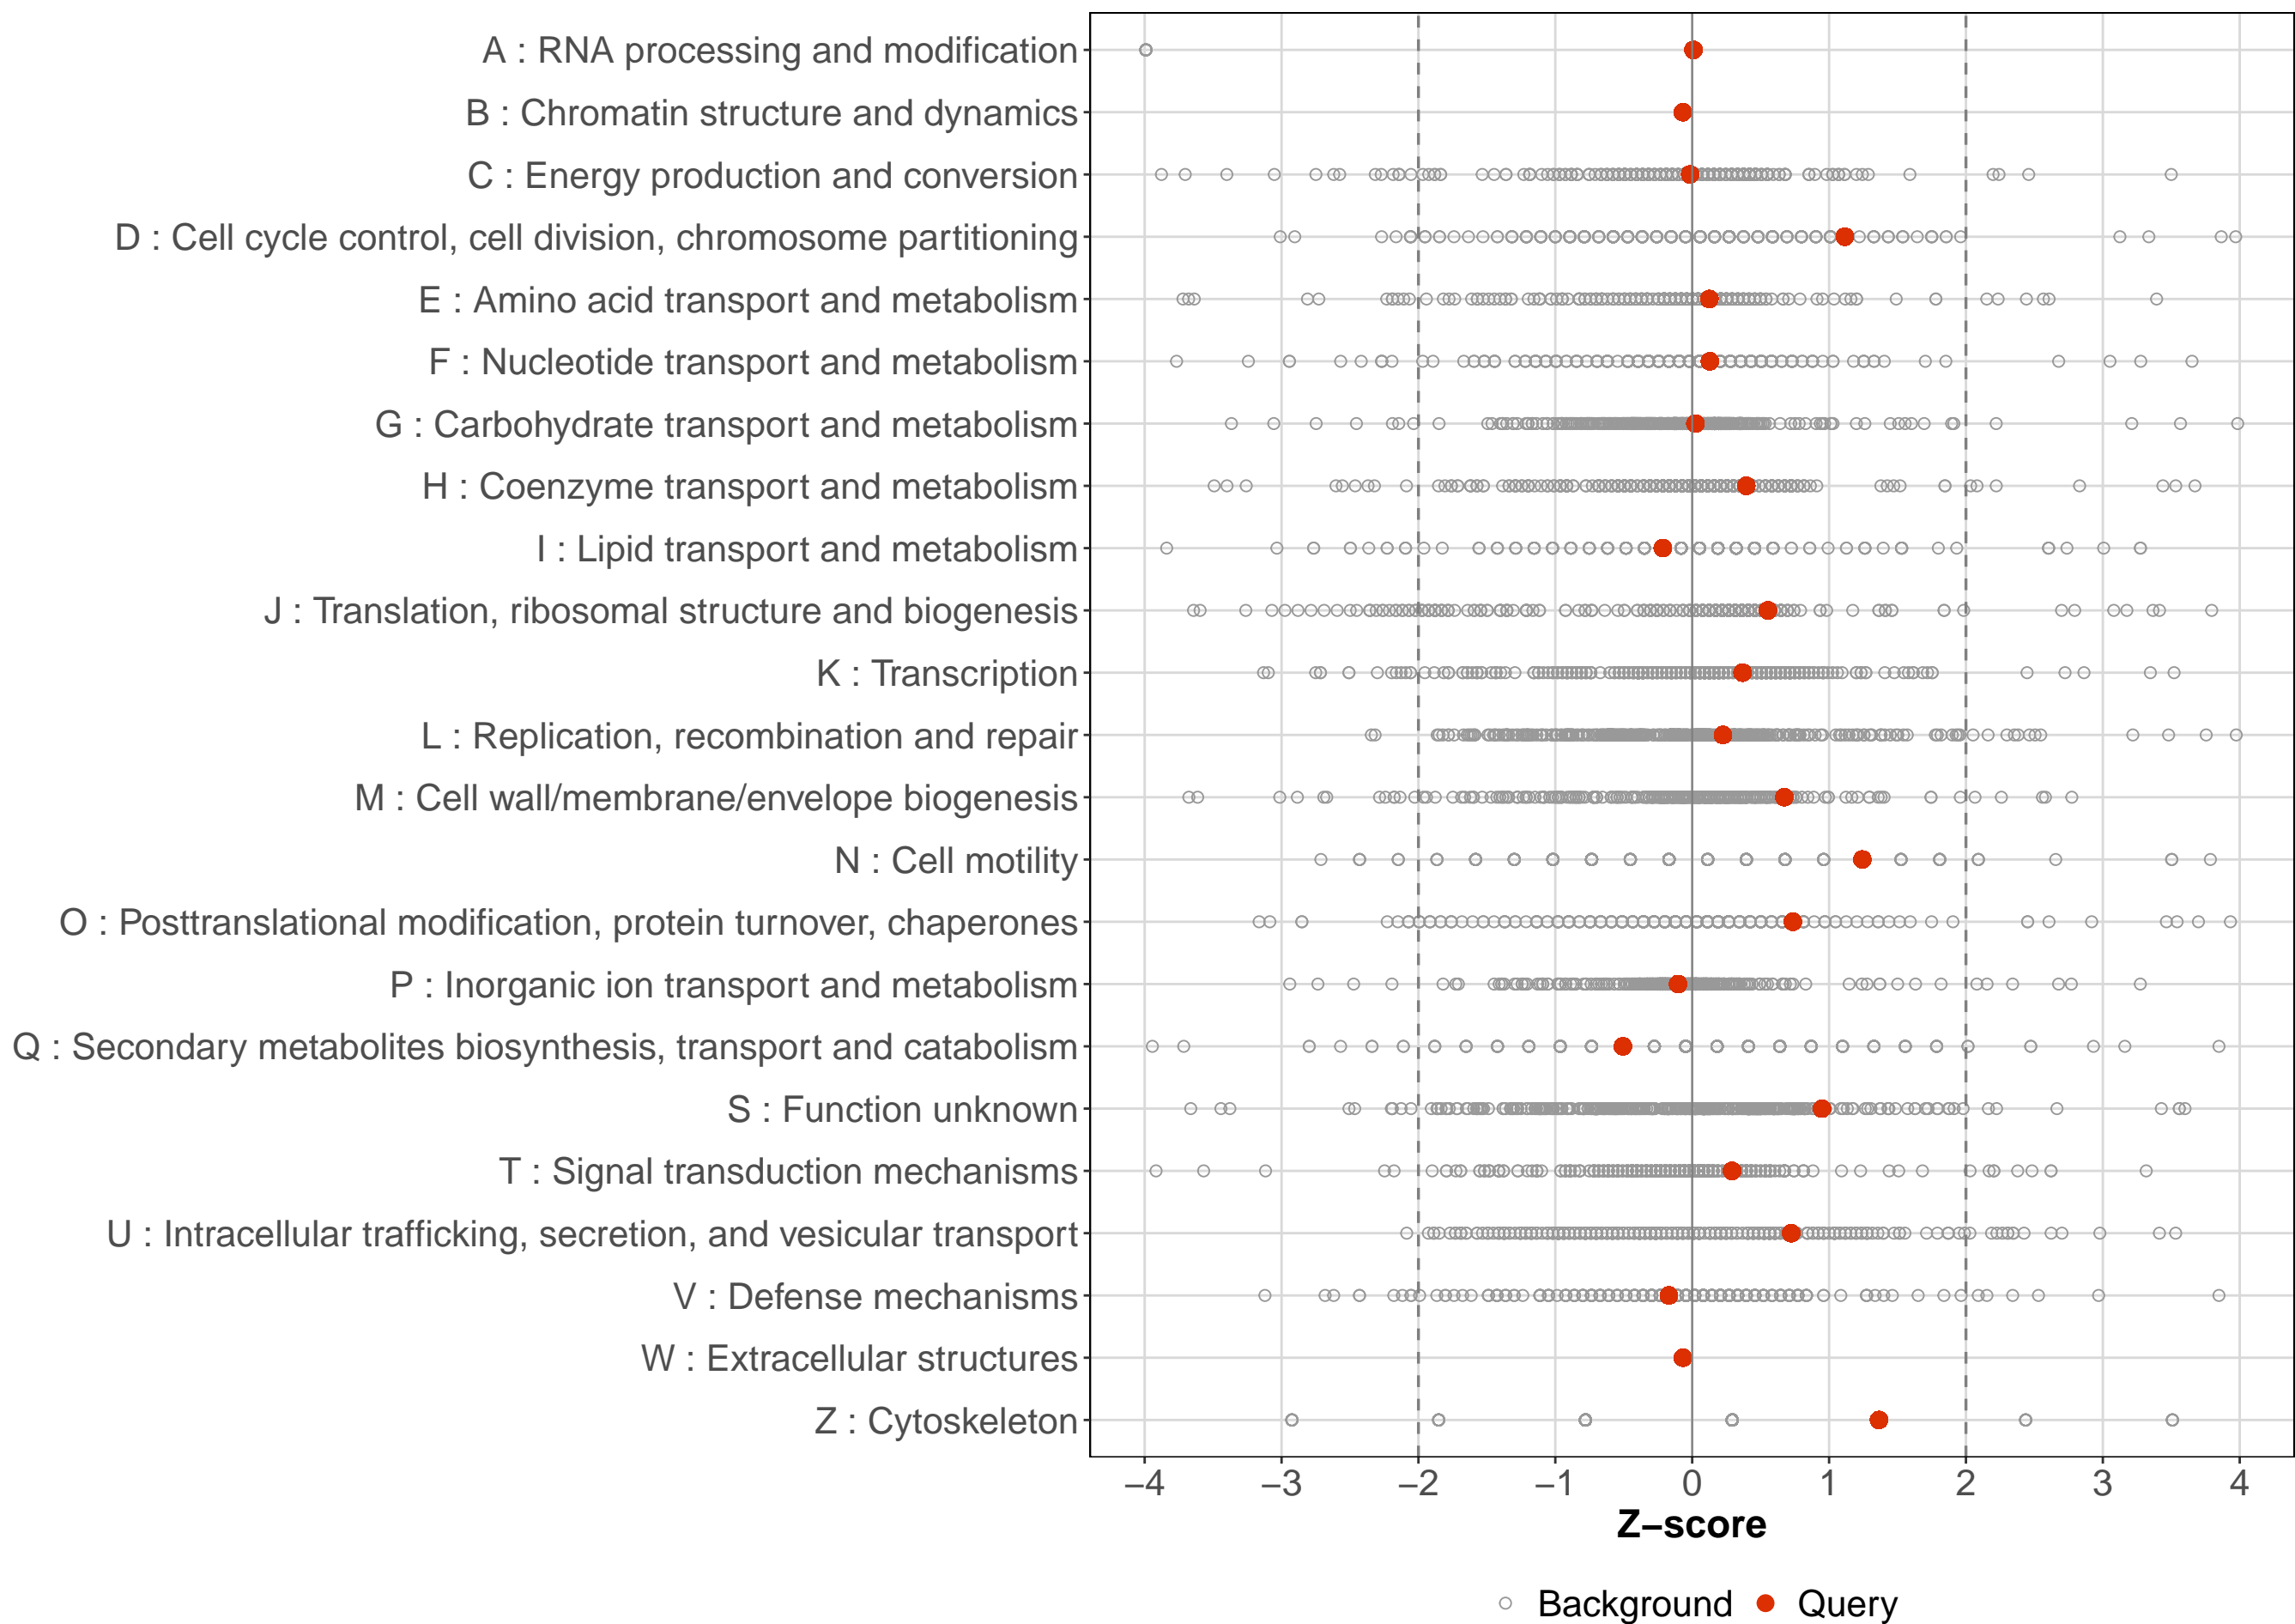 A : RNA processing and modification
B : Chromatin structure and dynamics
C : Energy production and conversion
D : Cell cycle control, cell division, chromosome partitioning
E : Amino acid transport and metabolism
F : Nucleotide transport and metabolism
G : Carbohydrate transport and metabolism
H : Coenzyme transport and metabolism
I : Lipid transport and metabolism
J : Translation, ribosomal structure and biogenesis
K : Transcription
L : Replication, recombination and repair
M : Cell wall/membrane/envelope biogenesis
N : Cell motility
O : Posttranslational modification, protein turnover, chaperones
P : Inorganic ion transport and metabolism
Q : Secondary metabolites biosynthesis, transport and catabolism
S : Function unknown
T : Signal transduction mechanisms
U : Intracellular trafficking, secretion, and vesicular transport
V : Defense mechanisms
W : Extracellular structures
Z : Cytoskeleton
−4 −3 −2 −1 0 1 2 3 4
Z−score
Background Query